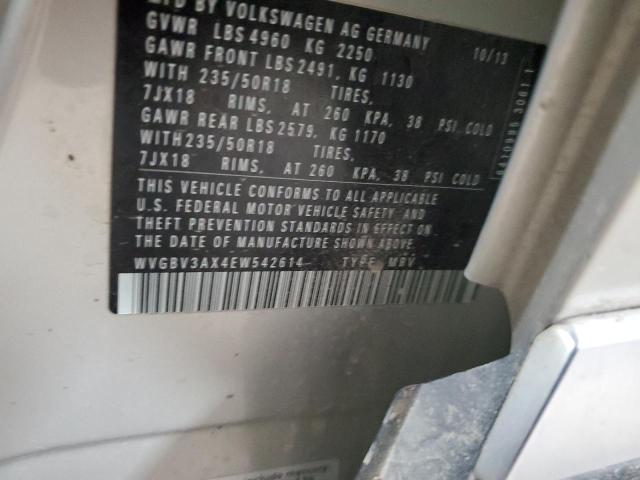 MFD BY VOLKSWAGEN AG GERMANY
GVWR LBS 4960 KG 2250 10/13
GAWR FRONT LBS 2491, KG 1130
WITH 235/50R18 TIRES,
7JX18 RIMS, AT 260 KPA, 38 PSI COLD
GAWR REAR LBS 2579, KG 1170
WITH 235/50R18 TIRES,
7JX18 RIMS, AT 260 KPA, 38 PSI COLD
THIS VEHICLE CONFORMS TO ALL APPLICABLE
U.S. FEDERAL MOTOR VEHICLE SAFETY AND
THEFT PREVENTION STANDARDS IN EFFECT ON
THE DATE OF MANUFACTURE SHOWN ABOVE.
WVGBV3AX4EW542614 TYPE MPV